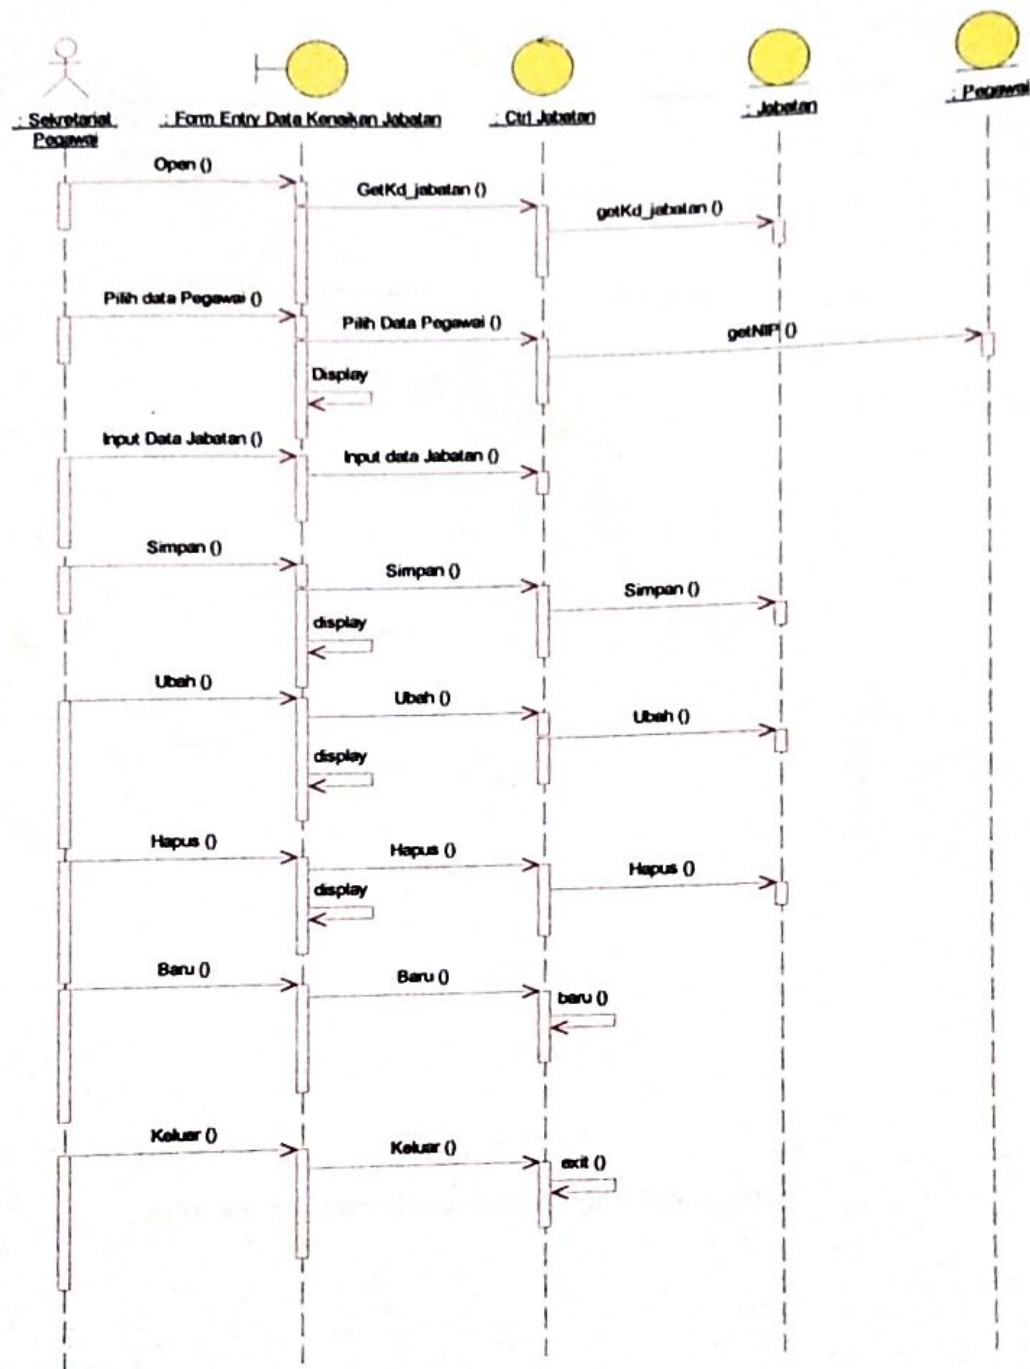 : Sekretariat
Pegawai
: Form Entry Data Kenaikan Jabatan
: Ctrl Jabatan
: Jabatan
: Pegawai
Open ()
GetKd_jabatan ()
getKd_jabatan ()
Pilih data Pegawai ()
Pilih Data Pegawai ()
getNIP ()
Display
Input Data Jabatan ()
Input data Jabatan ()
Simpan ()
Simpan ()
Simpan ()
display
Ubah ()
Ubah ()
Ubah ()
display
Hapus ()
Hapus ()
Hapus ()
display
Baru ()
Baru ()
baru ()
Keluar ()
Keluar ()
exit ()